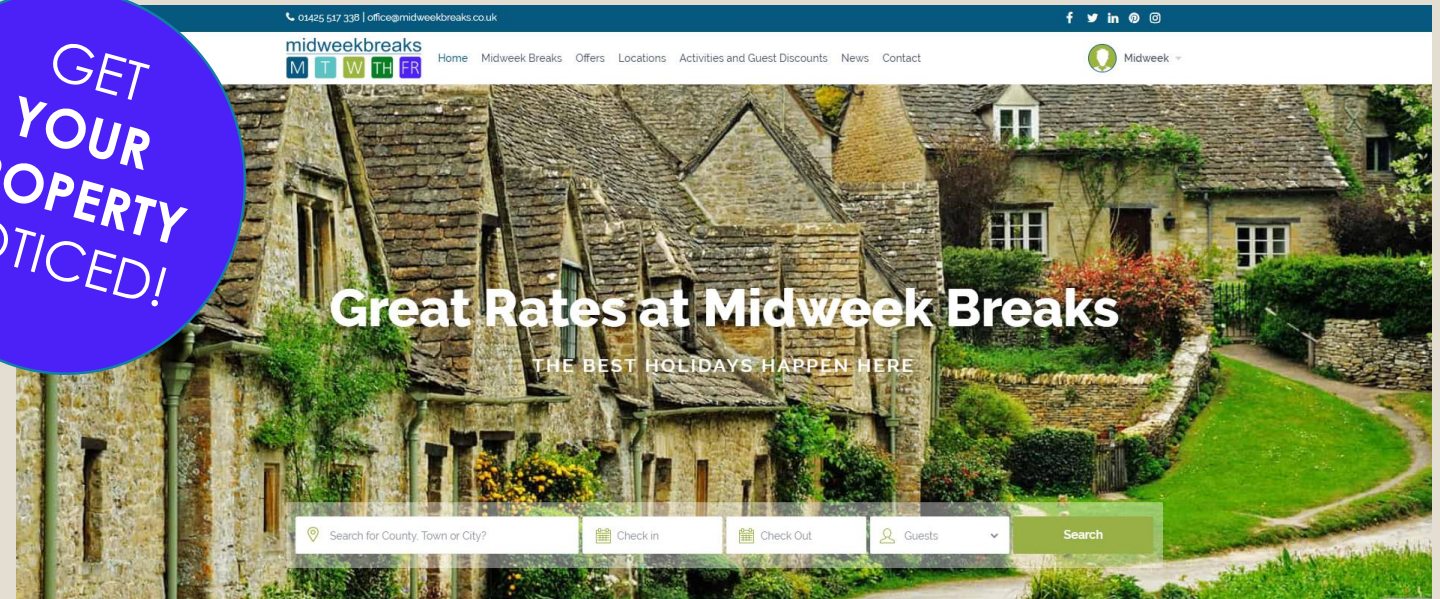 01425 517 338 | office@midweekbreaks.co.uk
midweekbreaks
M T W TH FR
Home Midweek Breaks Offers Locations Activities and Guest Discounts News Contact
Midweek
GET
YOUR
OPERTY
TICED!
Great Rates at Midweek Breaks
THE BEST HOLIDAYS HAPPEN HERE
Search for County, Town or City?
Check in
Check Out
Guests
Search